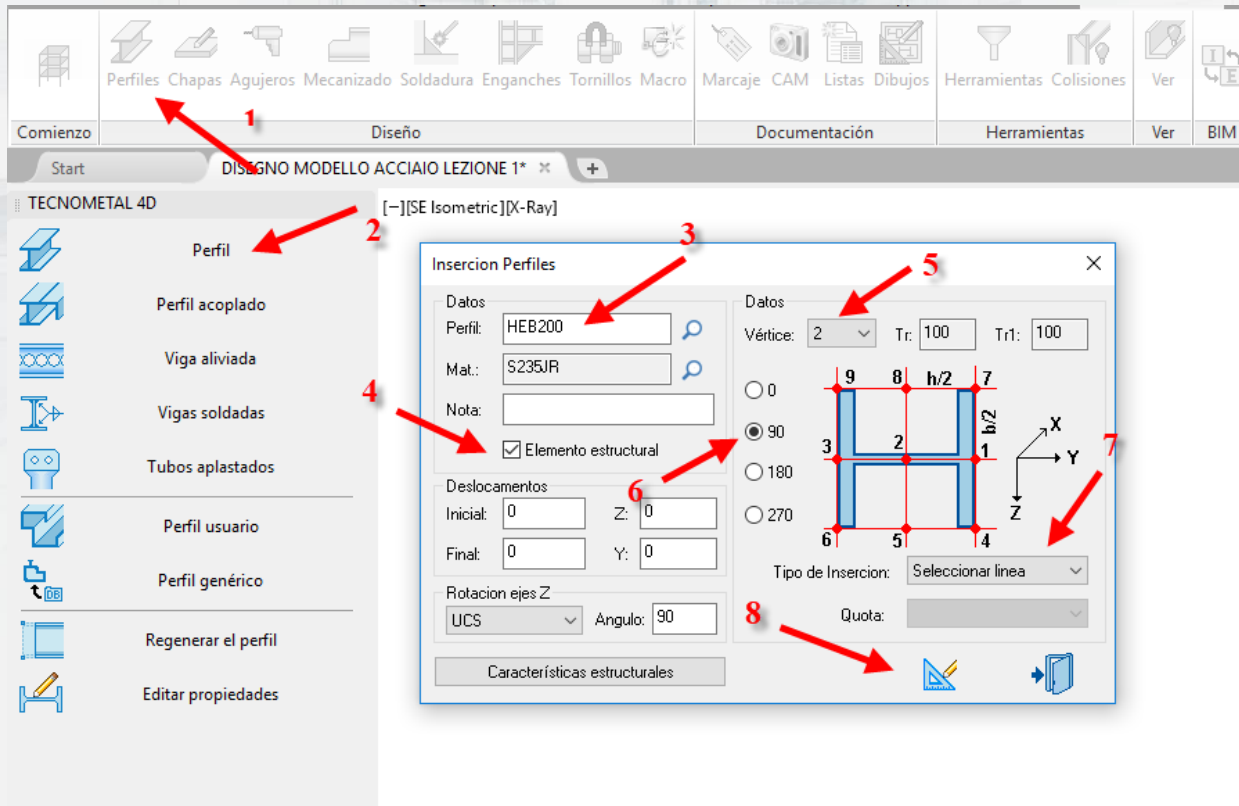 Perfiles Chapas Agujeros Mecanizado Soldadura Enganches Tornillos Macro Marcaje CAM Listas Dibujos Herramientas Colisiones Ver
1
Comienzo Diseño Documentación Herramientas Ver BIM
Start DISEGNO MODELLO ACCIAIO LEZIONE 1*
TECNOMETAL 4D
[−][SE Isometric][X-Ray]
2
Perfil
Perfil acoplado
Viga aliviada
Vigas soldadas
Tubos aplastados
Perfil usuario
Perfil genérico
DB
Regenerar el perfil
Editar propiedades
3
5
Insercion Perfiles
Datos
Perfil: HEB200
Mat.: S235JR
4
Nota:
Elemento estructural
Deslocamentos
Inicial: 0 Z: 0
Final: 0 Y: 0
Rotacion ejes Z
UCS Angulo: 90
Características estructurales
Datos
Vértice: 2 Tr: 100 Tr1: 100
0
90
180
270
6
9 8 h/2 7
b/2
3 2 1
6 5 4
X
Y
Z
7
Tipo de Insercion: Seleccionar linea
Quota:
8
I
E